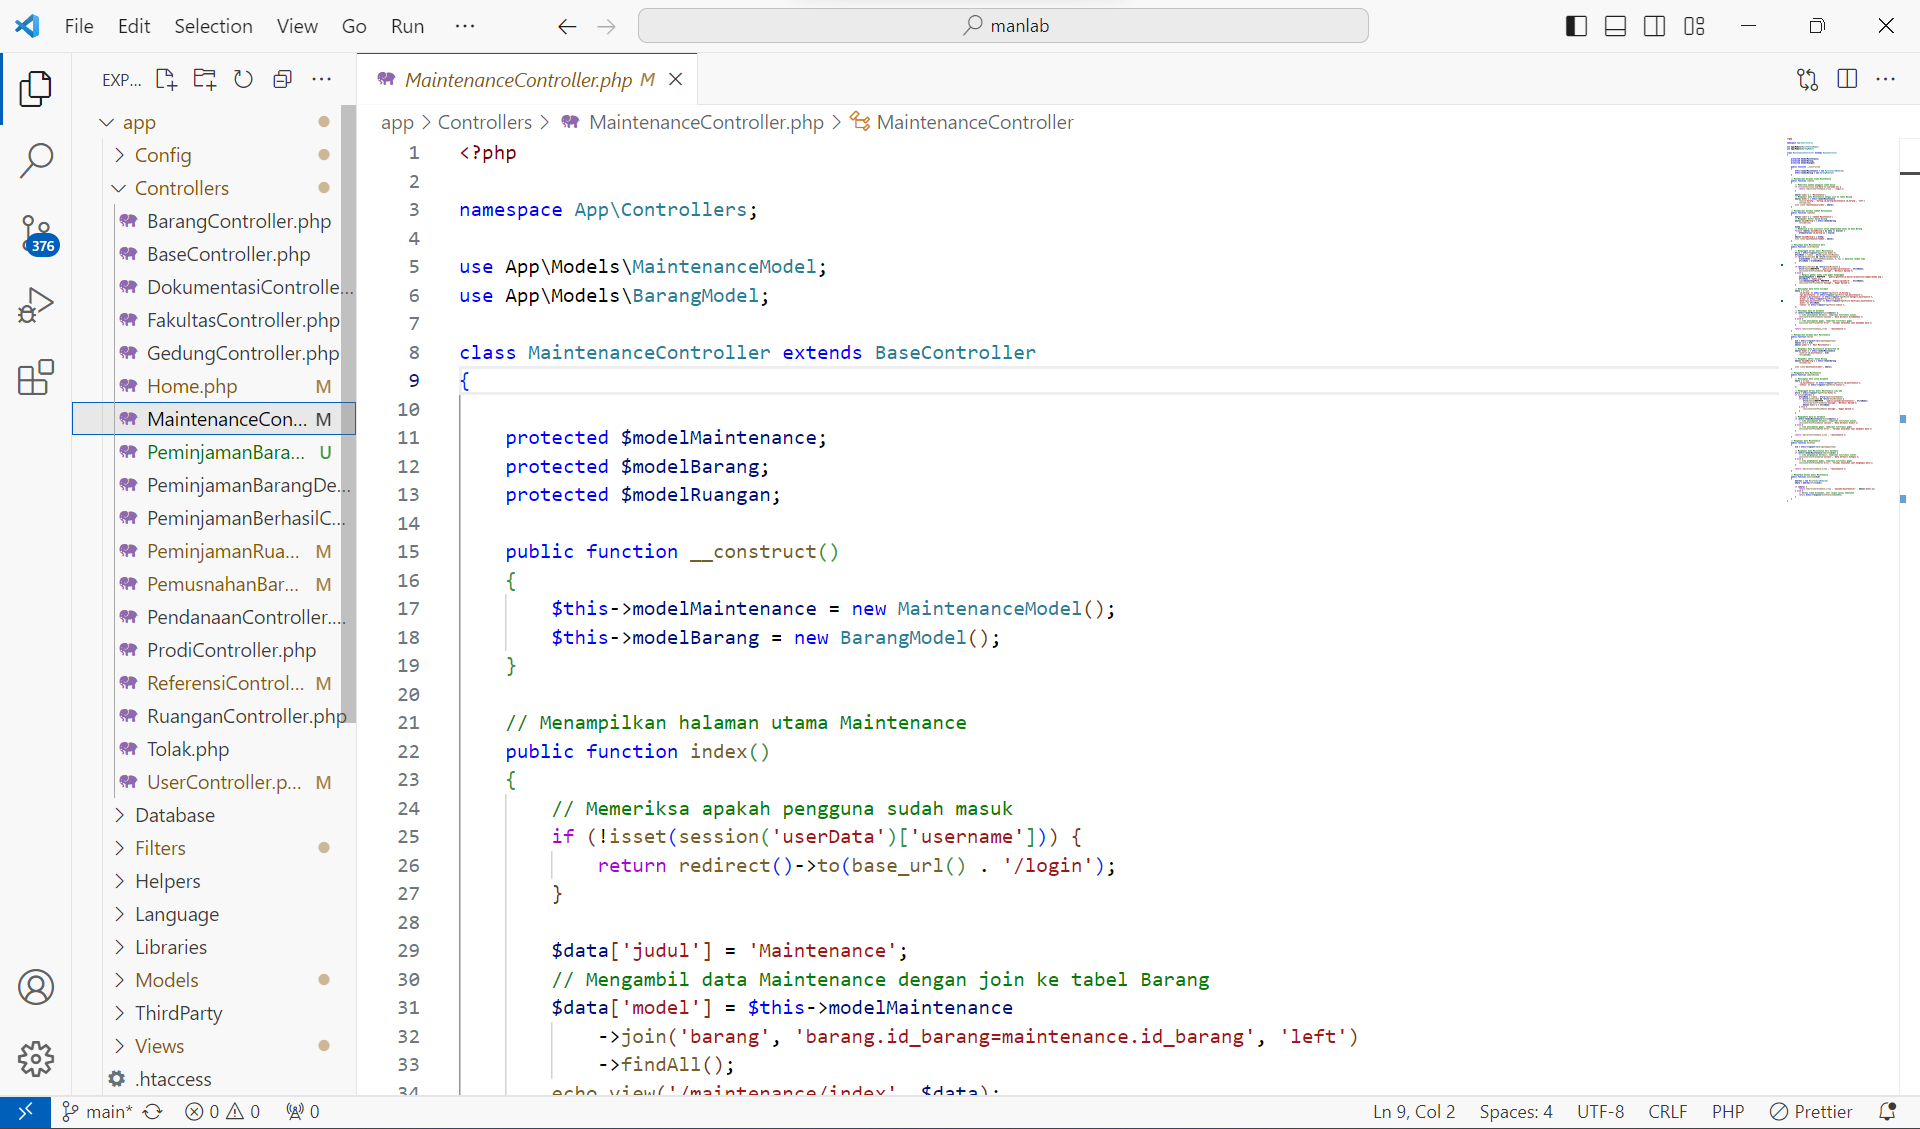 File Edit Selection View Go Run ··· manlab
EXP... ···
MaintenanceController.php M
app
Config
Controllers
BarangController.php
BaseController.php
DokumentasiControlle...
FakultasController.php
GedungController.php
Home.php M
MaintenanceCon... M
PeminjamanBara... U
PeminjamanBarangDe...
PeminjamanBerhasilC...
PeminjamanRua... M
PemusnahanBar... M
PendanaanController....
ProdiController.php
ReferensiControl... M
RuanganController.php
Tolak.php
UserController.p... M
Database
Filters
Helpers
Language
Libraries
Models
ThirdParty
Views
.htaccess
376
app > Controllers > MaintenanceController.php > MaintenanceController
1 <?php
2
3 namespace App\Controllers;
4
5 use App\Models\MaintenanceModel;
6 use App\Models\BarangModel;
7
8 class MaintenanceController extends BaseController
9 {
10
11 protected $modelMaintenance;
12 protected $modelBarang;
13 protected $modelRuangan;
14
15 public function __construct()
16 {
17 $this->modelMaintenance = new MaintenanceModel();
18 $this->modelBarang = new BarangModel();
19 }
20
21 // Menampilkan halaman utama Maintenance
22 public function index()
23 {
24 // Memeriksa apakah pengguna sudah masuk
25 if (!isset(session('userData')['username'])) {
26 return redirect()->to(base_url() . '/login');
27 }
28
29 $data['judul'] = 'Maintenance';
30 // Mengambil data Maintenance dengan join ke tabel Barang
31 $data['model'] = $this->modelMaintenance
32 ->join('barang', 'barang.id_barang=maintenance.id_barang', 'left')
33 ->findAll();
34 echo view('/maintenance/index', $data);
main* 0 0 0 Ln 9, Col 2 Spaces: 4 UTF-8 CRLF PHP Prettier